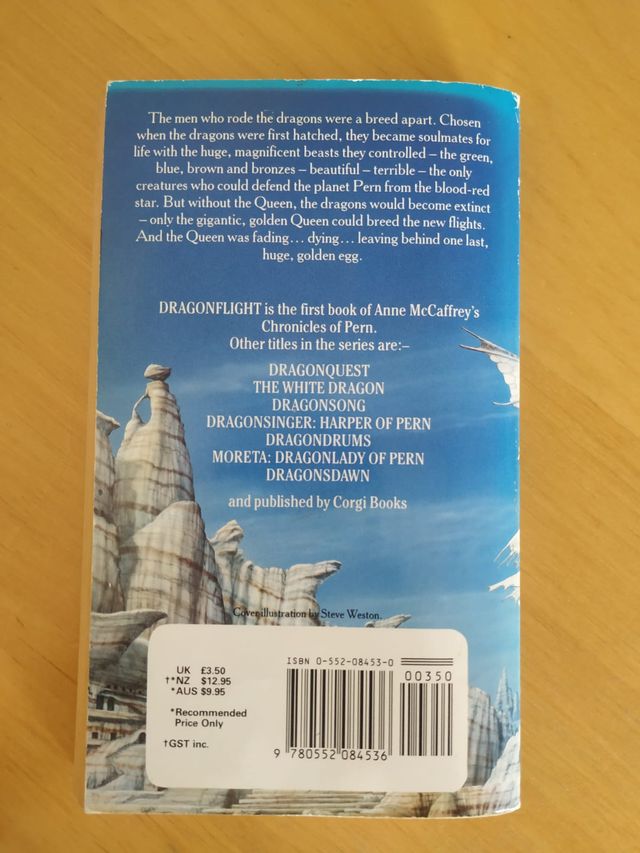 The men who rode the dragons were a breed apart. Chosen
when the dragons were first hatched, they became soulmates for
life with the huge, magnificent beasts they controlled – the green,
blue, brown and bronzes – beautiful – terrible – the only
creatures who could defend the planet Pern from the blood-red
star. But without the Queen, the dragons would become extinct
– only the gigantic, golden Queen could breed the new flights.
And the Queen was fading... dying... leaving behind one last,
huge, golden egg.
DRAGONFLIGHT is the first book of Anne McCaffrey's
Chronicles of Pern.
Other titles in the series are:–
DRAGONQUEST
THE WHITE DRAGON
DRAGONSONG
DRAGONSINGER: HARPER OF PERN
DRAGONDRUMS
MORETA: DRAGONLADY OF PERN
DRAGONSDAWN
and published by Corgi Books
Cover illustration by Steve Weston.
UK £3.50
†*NZ $12.95
*AUS $9.95
*Recommended
Price Only
†GST inc.
ISBN 0-552-08453-0
00350
9 780552 084536